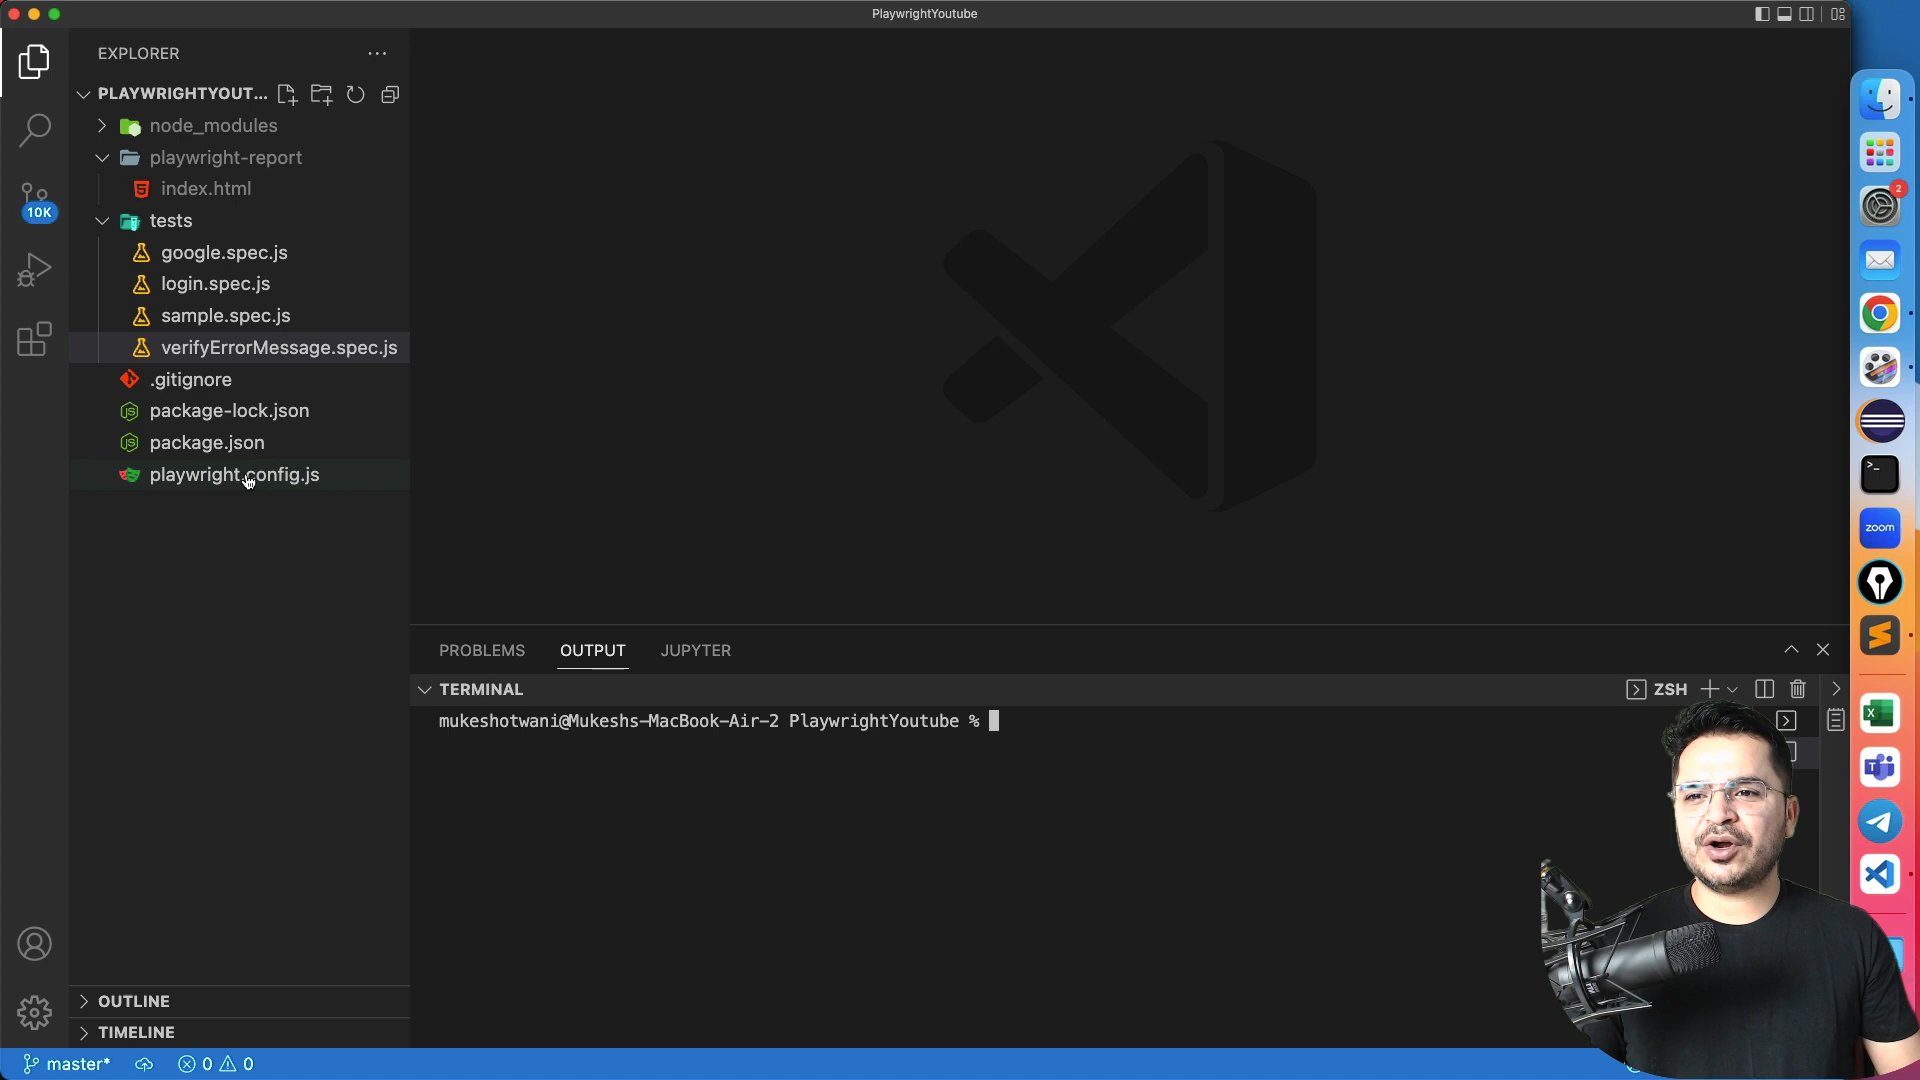 PlaywrightYoutube
EXPLORER
PLAYWRIGHTYOUT...
node_modules
playwright-report
index.html
tests
google.spec.js
login.spec.js
sample.spec.js
verifyErrorMessage.spec.js
.gitignore
package-lock.json
package.json
playwright.config.js
10K
2
zoom
PROBLEMS
OUTPUT
JUPYTER
TERMINAL
ZSH
mukeshotwani@Mukeshs-MacBook-Air-2 PlaywrightYoutube %
OUTLINE
TIMELINE
master*
0
0